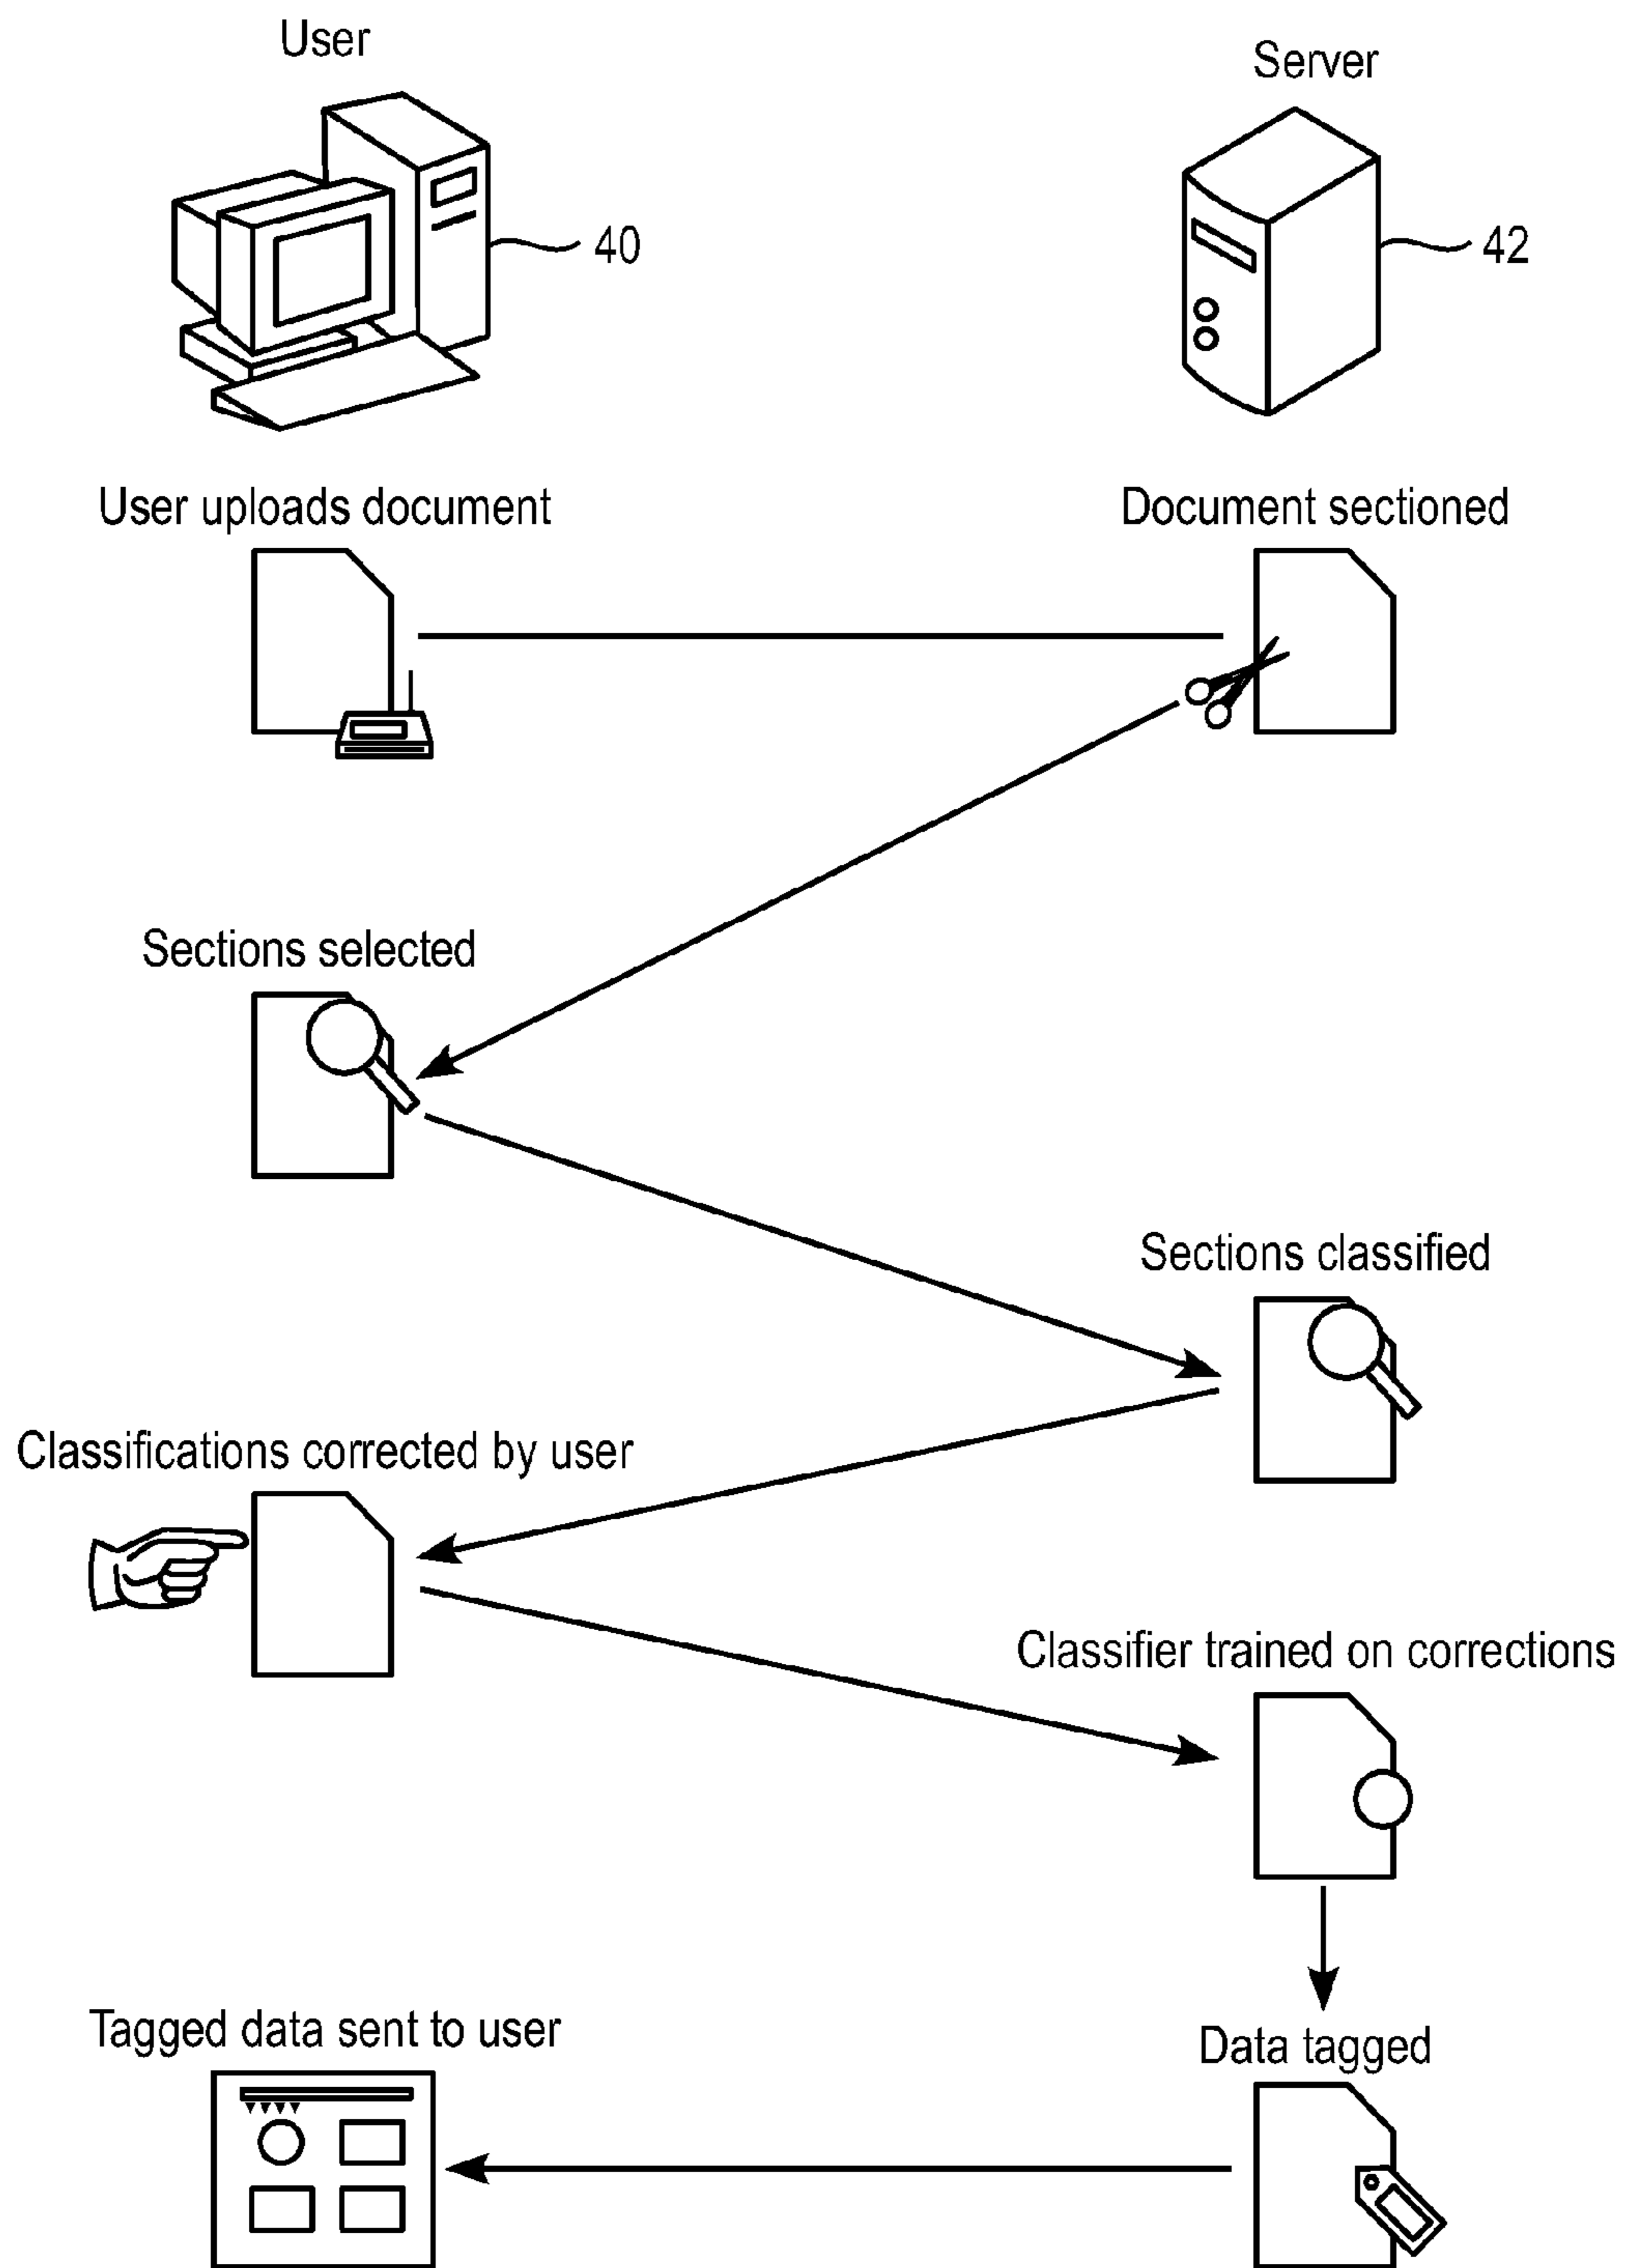 User
Server
40
42
User uploads document
Document sectioned
Sections selected
Sections classified
Classifications corrected by user
Classifier trained on corrections
Tagged data sent to user
Data tagged